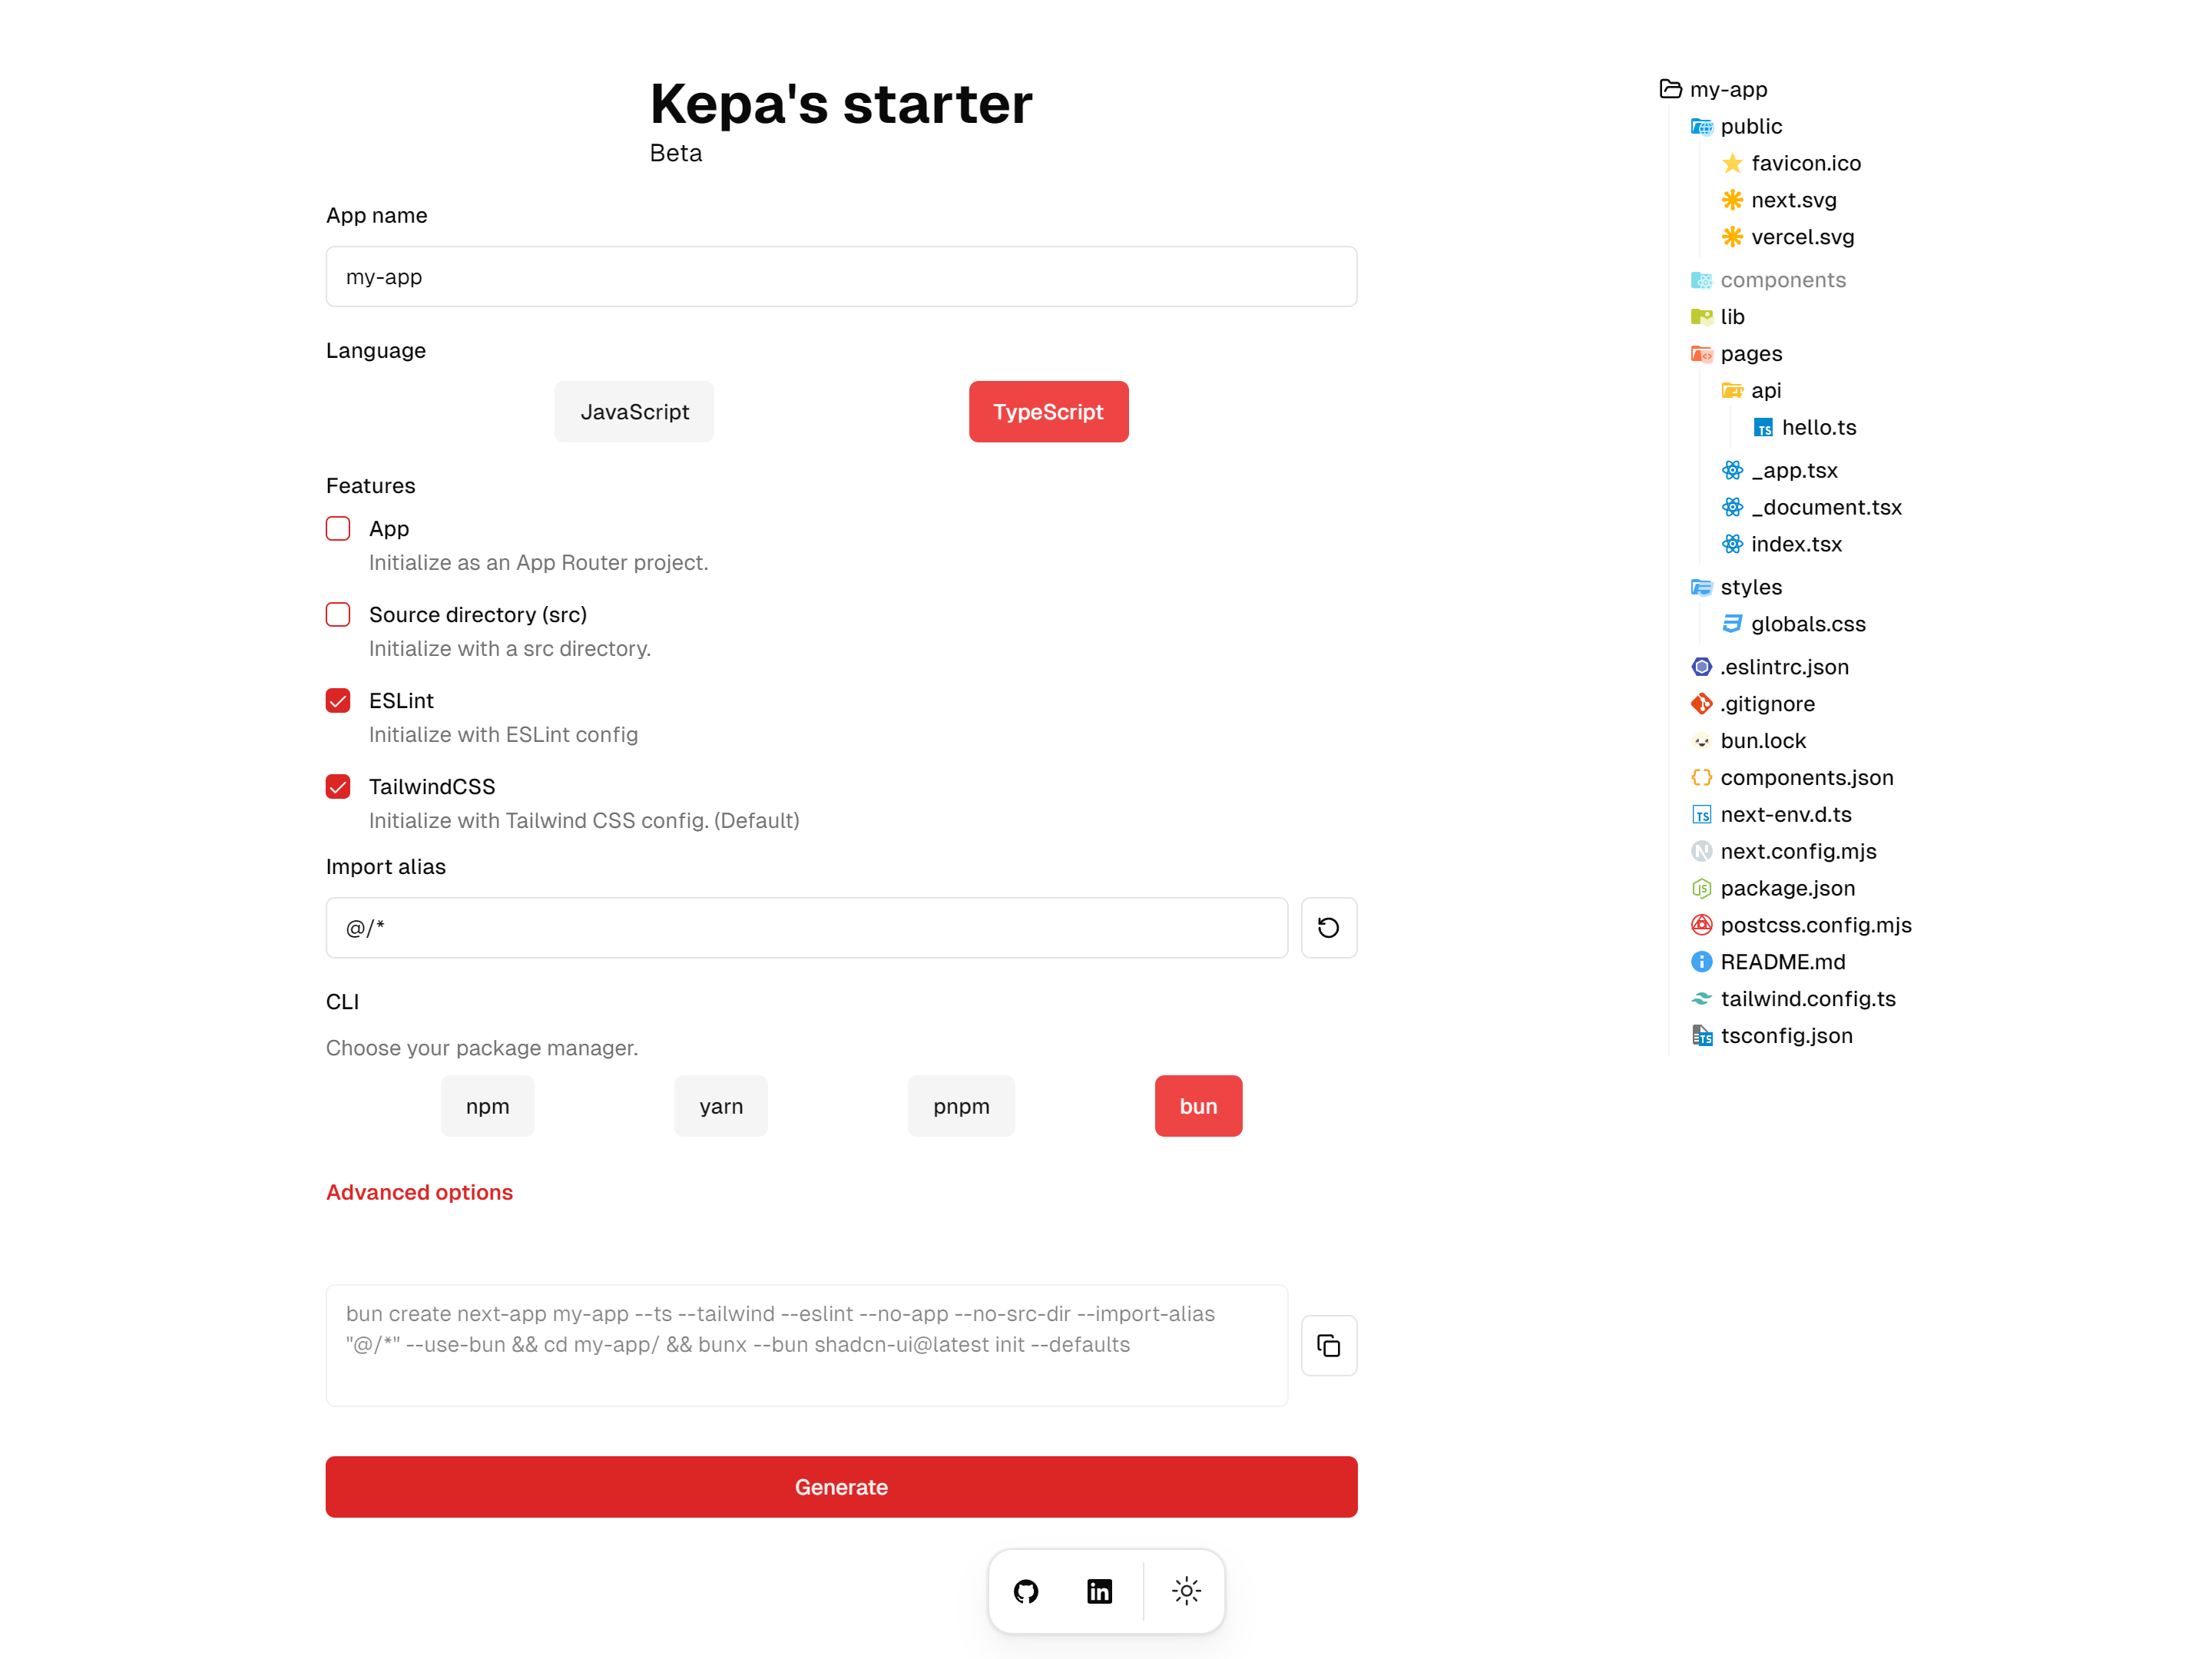 Kepa's starter
Beta
App name
my-app
Language
JavaScript
TypeScript
Features
App
Initialize as an App Router project.
Source directory (src)
Initialize with a src directory.
ESLint
Initialize with ESLint config
TailwindCSS
Initialize with Tailwind CSS config. (Default)
Import alias
@/*
CLI
Choose your package manager.
npm
yarn
pnpm
bun
Advanced options
bun create next-app my-app --ts --tailwind --eslint --no-app --no-src-dir --import-alias
"@/*" --use-bun && cd my-app/ && bunx --bun shadcn-ui@latest init --defaults
Generate
my-app
public
favicon.ico
next.svg
vercel.svg
components
lib
pages
api
hello.ts
_app.tsx
_document.tsx
index.tsx
styles
globals.css
.eslintrc.json
.gitignore
bun.lock
components.json
next-env.d.ts
next.config.mjs
package.json
postcss.config.mjs
README.md
tailwind.config.ts
tsconfig.json